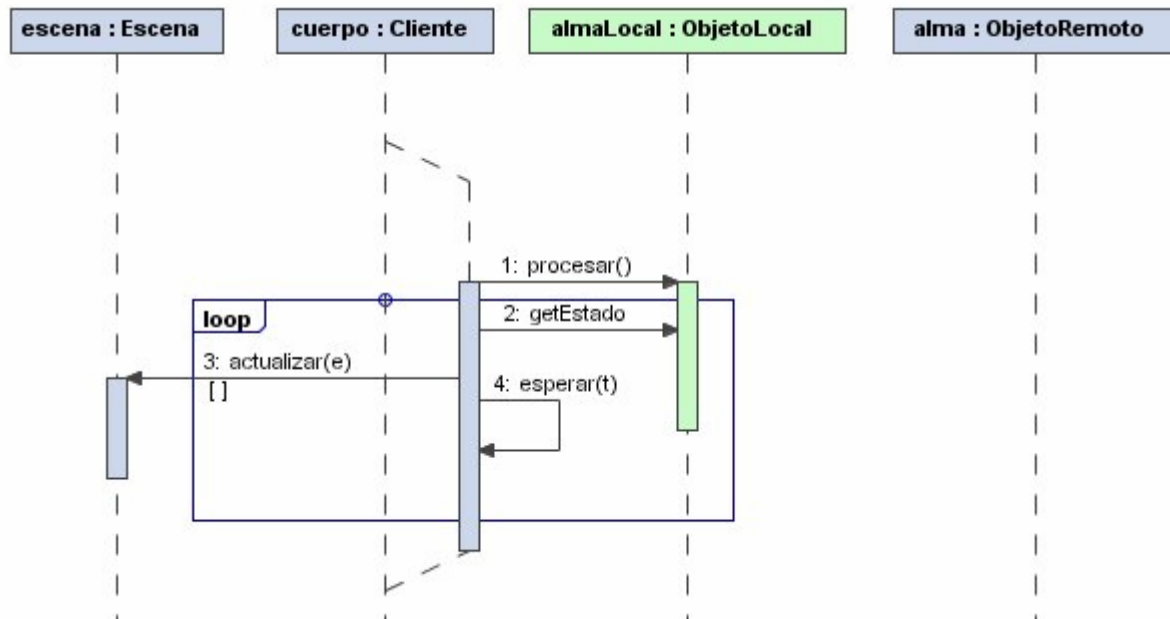 escena : Escena
cuerpo : Cliente
almaLocal : ObjetoLocal
alma : ObjetoRemoto
1: procesar()
loop
2: getEstado
3: actualizar(e)
[ ]
4: esperar(t)